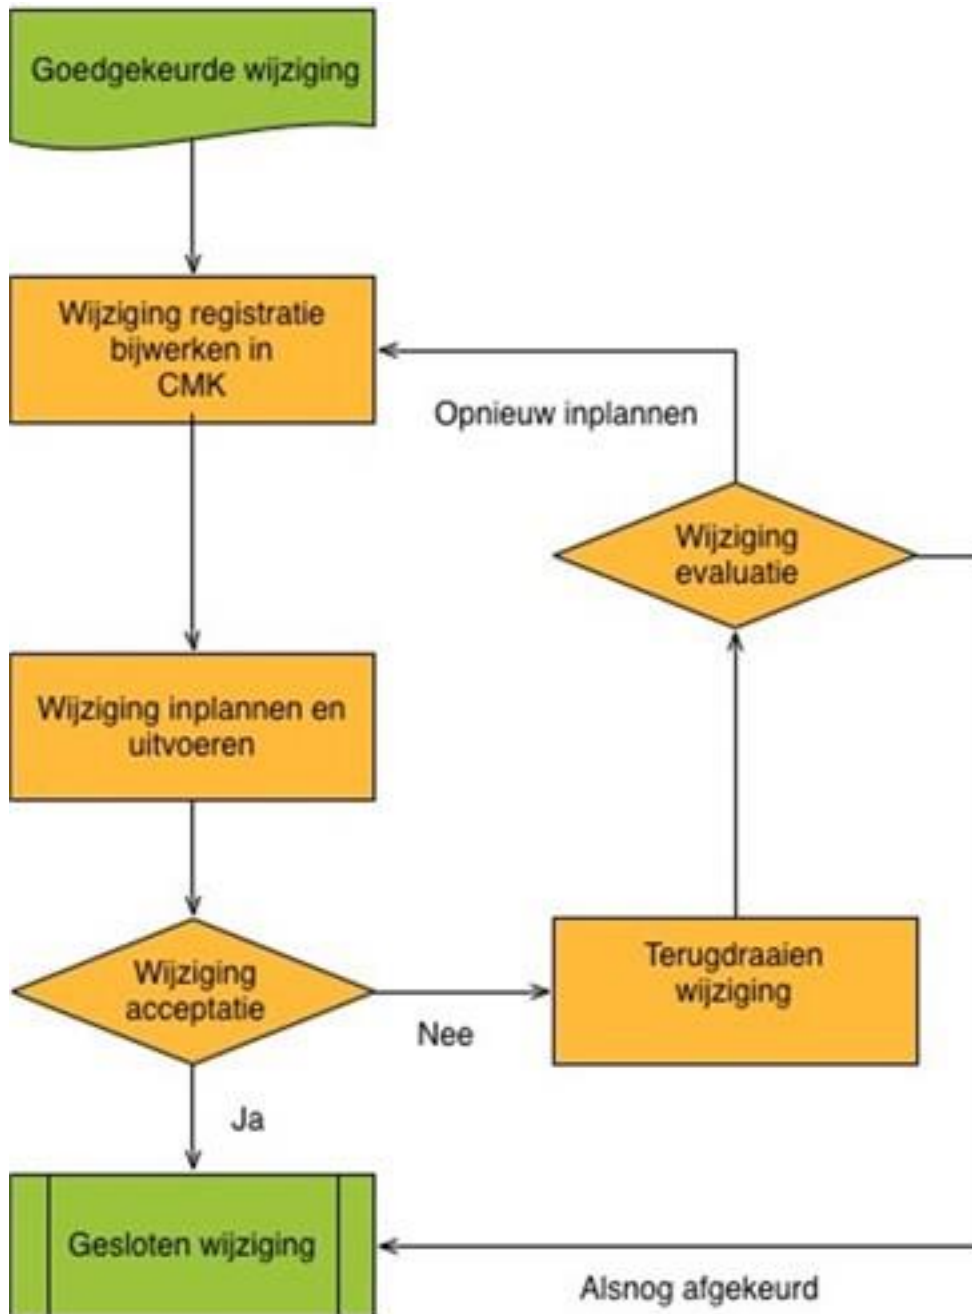 Goedgekeurde wijziging
Wijziging registratie
bijwerken in
CMK
Opnieuw inplannen
Wijziging
evaluatie
Wijziging inplannen en
uitvoeren
Wijziging
acceptatie
Nee
Terugdraaien
wijziging
Ja
Gesloten wijziging
Alsnog afgekeurd